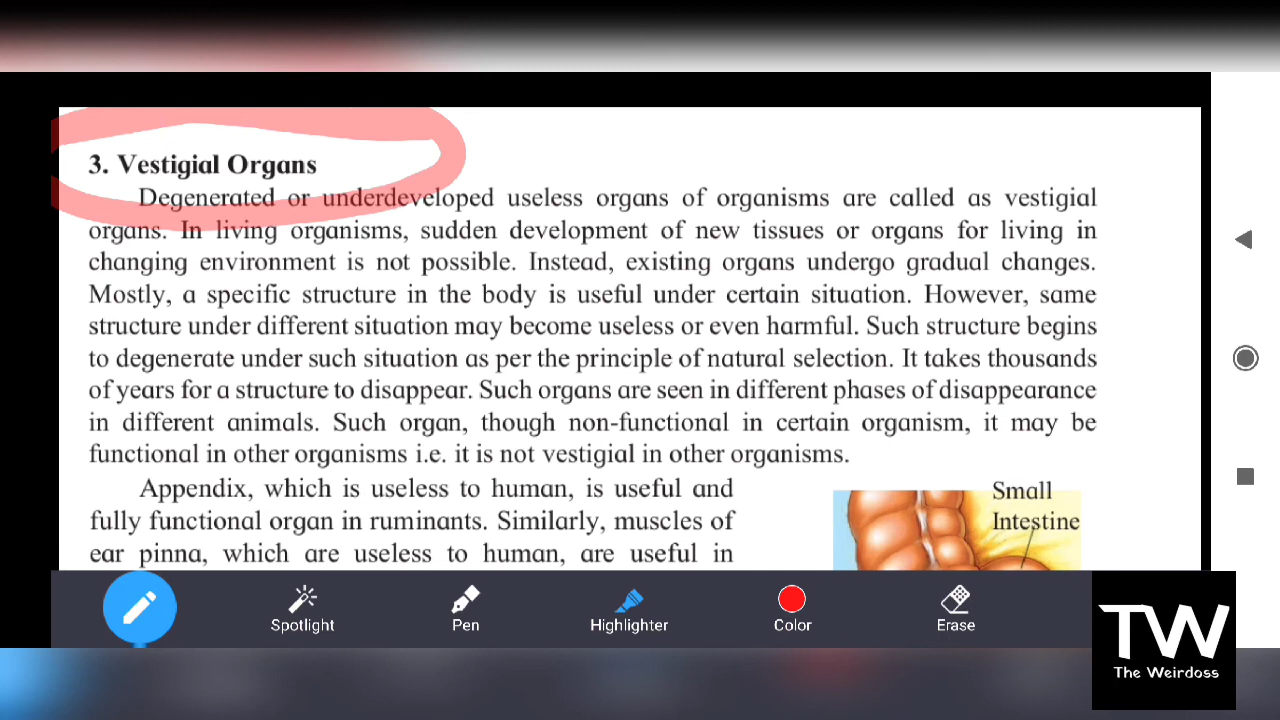 3. Vestigial Organs
Degenerated or underdeveloped useless organs of organisms are called as vestigial
organs. In living organisms, sudden development of new tissues or organs for living in
changing environment is not possible. Instead, existing organs undergo gradual changes.
Mostly, a specific structure in the body is useful under certain situation. However, same
structure under different situation may become useless or even harmful. Such structure begins
to degenerate under such situation as per the principle of natural selection. It takes thousands
of years for a structure to disappear. Such organs are seen in different phases of disappearance
in different animals. Such organ, though non-functional in certain organism, it may be
functional in other organisms i.e. it is not vestigial in other organisms.
Appendix, which is useless to human, is useful and
fully functional organ in ruminants. Similarly, muscles of
ear pinna, which are useless to human, are useful in
Small
Intestine
Spotlight
Pen
Highlighter
Color
Erase
TW
The Weirdoss